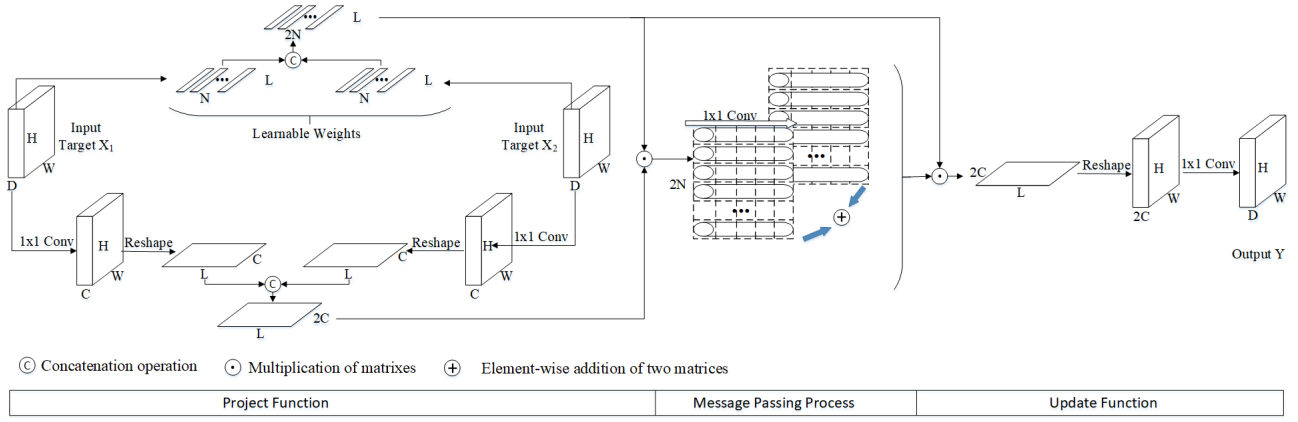 L
2N
C
L
N
L
N
Learnable Weights
H
Input
Target X1
W
D
Input
Target X2
H
W
D
1x1 Conv
H
W
C
Reshape
C
L
C
L
Reshape
H
W
C
1x1 Conv
C
2C
L
1x1 Conv
2N
2C
L
Reshape
H
W
2C
1x1 Conv
H
W
D
Output Y
C Concatenation operation
Multiplication of matrixes
Element-wise addition of two matrices
Project Function
Message Passing Process
Update Function